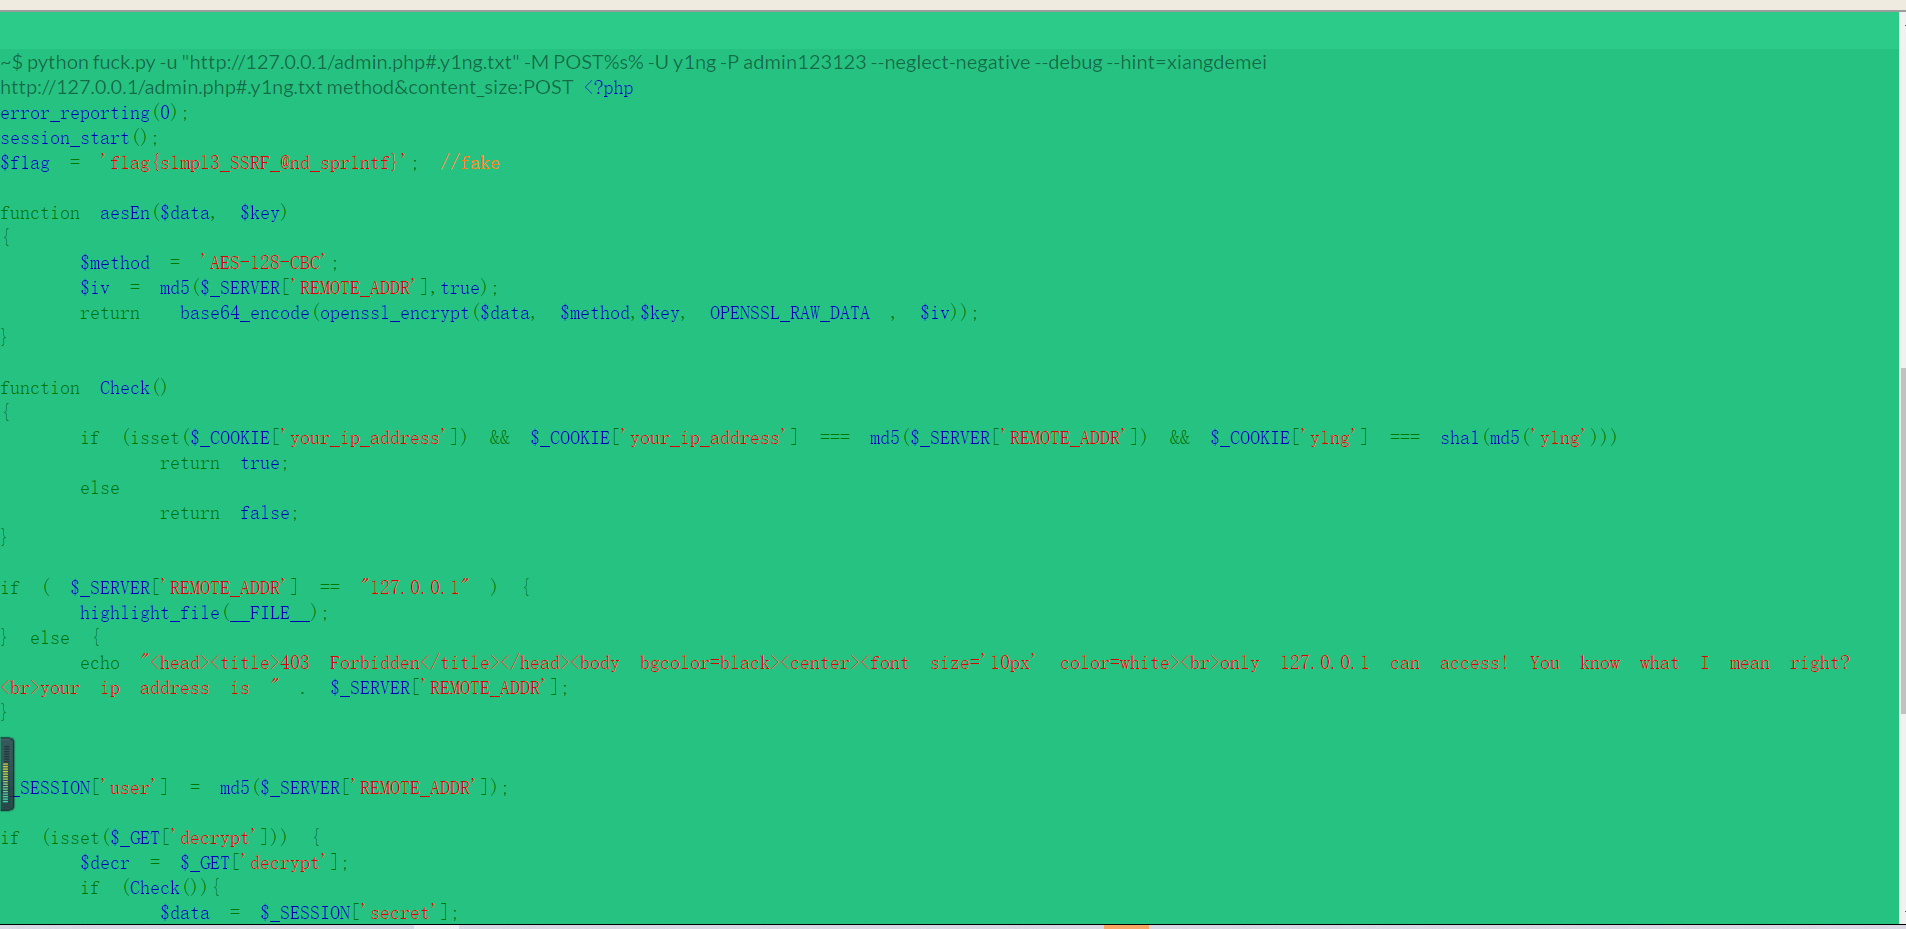 ~$ python fuck.py -u "http://127.0.0.1/admin.php#.y1ng.txt" -M POST%s% -U y1ng -P admin123123 --neglect-negative --debug --hint=xiangdemei
http://127.0.0.1/admin.php#.y1ng.txt method&content_size:POST <?php
error_reporting(0);
session_start();
$flag = 'flag{s1mpl3_SSRF_@nd_spr1ntf}'; //fake
function aesEn($data, $key)
{
$method = 'AES-128-CBC';
$iv = md5($_SERVER['REMOTE_ADDR'],true);
return base64_encode(openssl_encrypt($data, $method,$key, OPENSSL_RAW_DATA , $iv));
}
function Check()
{
if (isset($_COOKIE['your_ip_address']) && $_COOKIE['your_ip_address'] === md5($_SERVER['REMOTE_ADDR']) && $_COOKIE['y1ng'] === sha1(md5('y1ng')))
return true;
else
return false;
}
if ( $_SERVER['REMOTE_ADDR'] == "127.0.0.1" ) {
highlight_file(__FILE__);
} else {
echo "<head><title>403 Forbidden</title></head><body bgcolor=black><center><font size='10px' color=white><br>only 127.0.0.1 can access! You know what I mean right?
<br>your ip address is " . $_SERVER['REMOTE_ADDR'];
}
_SESSION['user'] = md5($_SERVER['REMOTE_ADDR']);
if (isset($_GET['decrypt'])) {
$decr = $_GET['decrypt'];
if (Check()){
$data = $_SESSION['secret'];